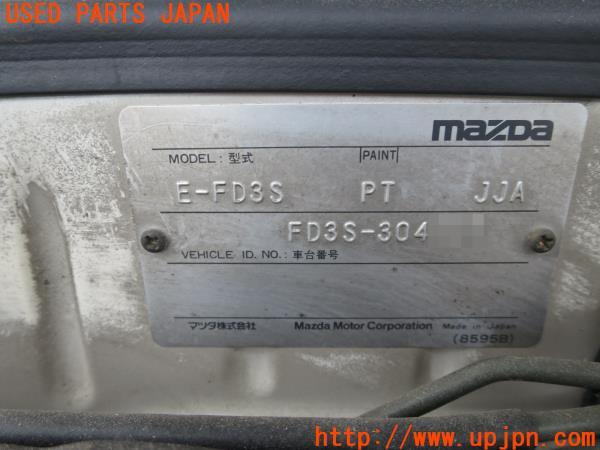 USED PARTS JAPAN
mazda
MODEL: 型式 PAINT
E-FD3S PT JJA
FD3S-304
VEHICLE ID. NO.: 車台番号
マツダ株式会社 Mazda Motor Corporation Made in Japan
(8595B)
http://www.upjpn.com/